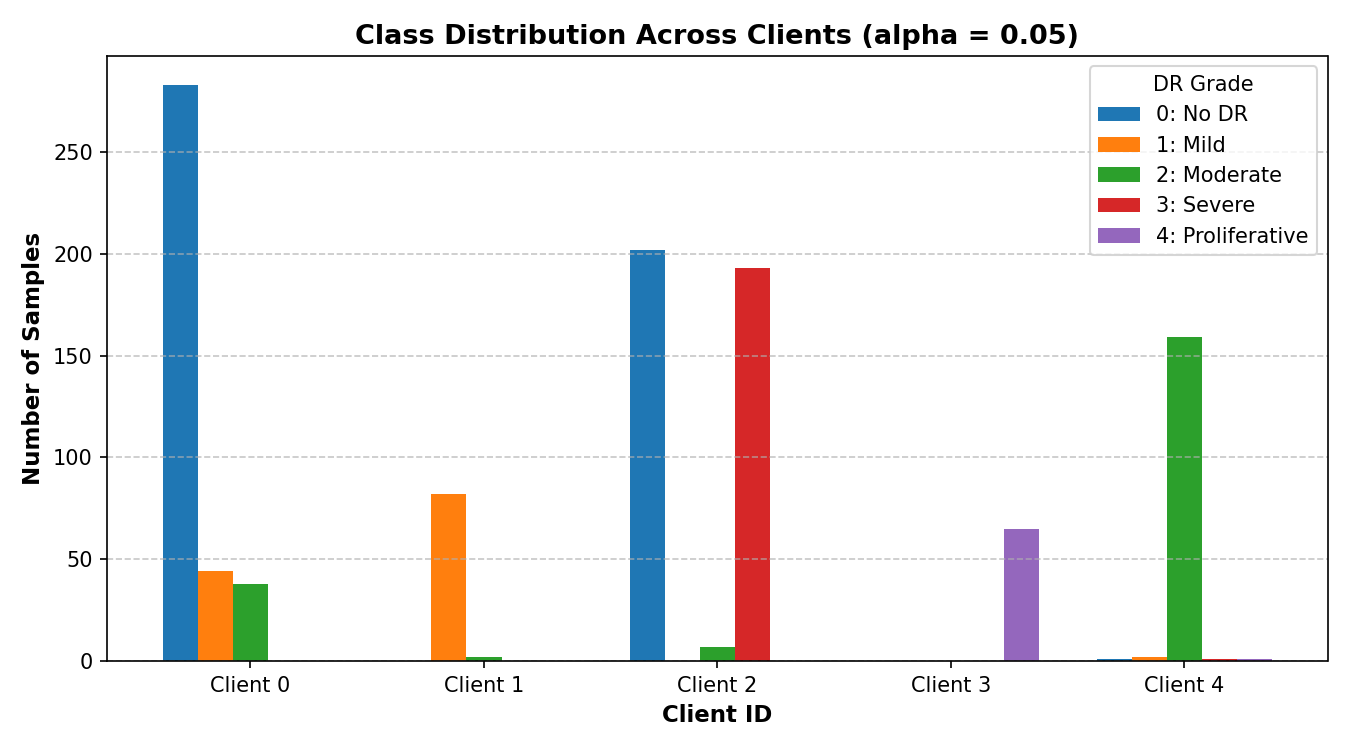 Class Distribution Across Clients (alpha = 0.05)
DR Grade
0: No DR
1: Mild
2: Moderate
3: Severe
4: Proliferative
Number of Samples
250
200
150
100
50
0
Client 0 Client 1 Client 2 Client 3 Client 4
Client ID